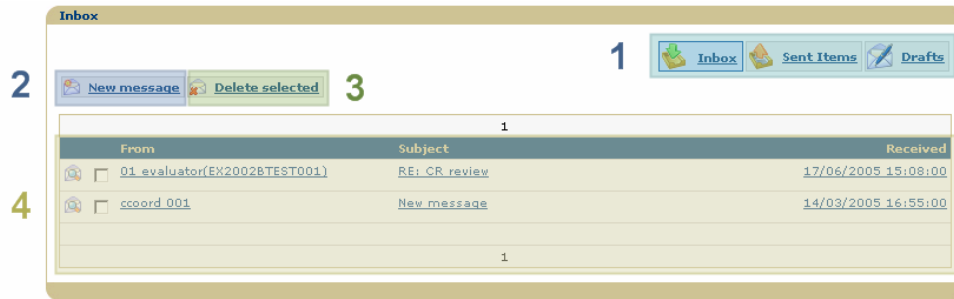 Inbox
1
Inbox Sent Items Drafts
2
New message Delete selected
3
1
From Subject Received
01 evaluator(EX2002BTEST001) RE: CR review 17/06/2005 15:08:00
4
ccoord 001 New message 14/03/2005 16:55:00
1